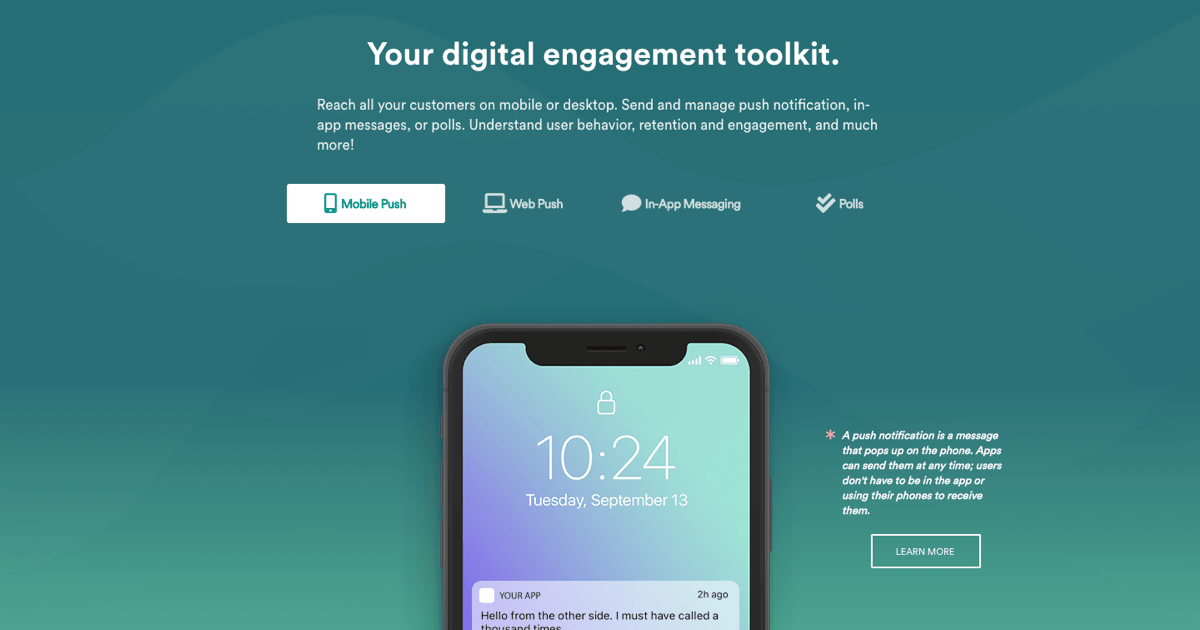 Your digital engagement toolkit.
Reach all your customers on mobile or desktop. Send and manage push notification, in-
app messages, or polls. Understand user behavior, retention and engagement, and much
more!
Mobile Push
Web Push
In-App Messaging
Polls
10:24
Tuesday, September 13
* A push notification is a message
that pops up on the phone. Apps
can send them at any time; users
don't have to be in the app or
using their phones to receive
them.
LEARN MORE
YOUR APP
2h ago
Hello from the other side. I must have called a
thousand times